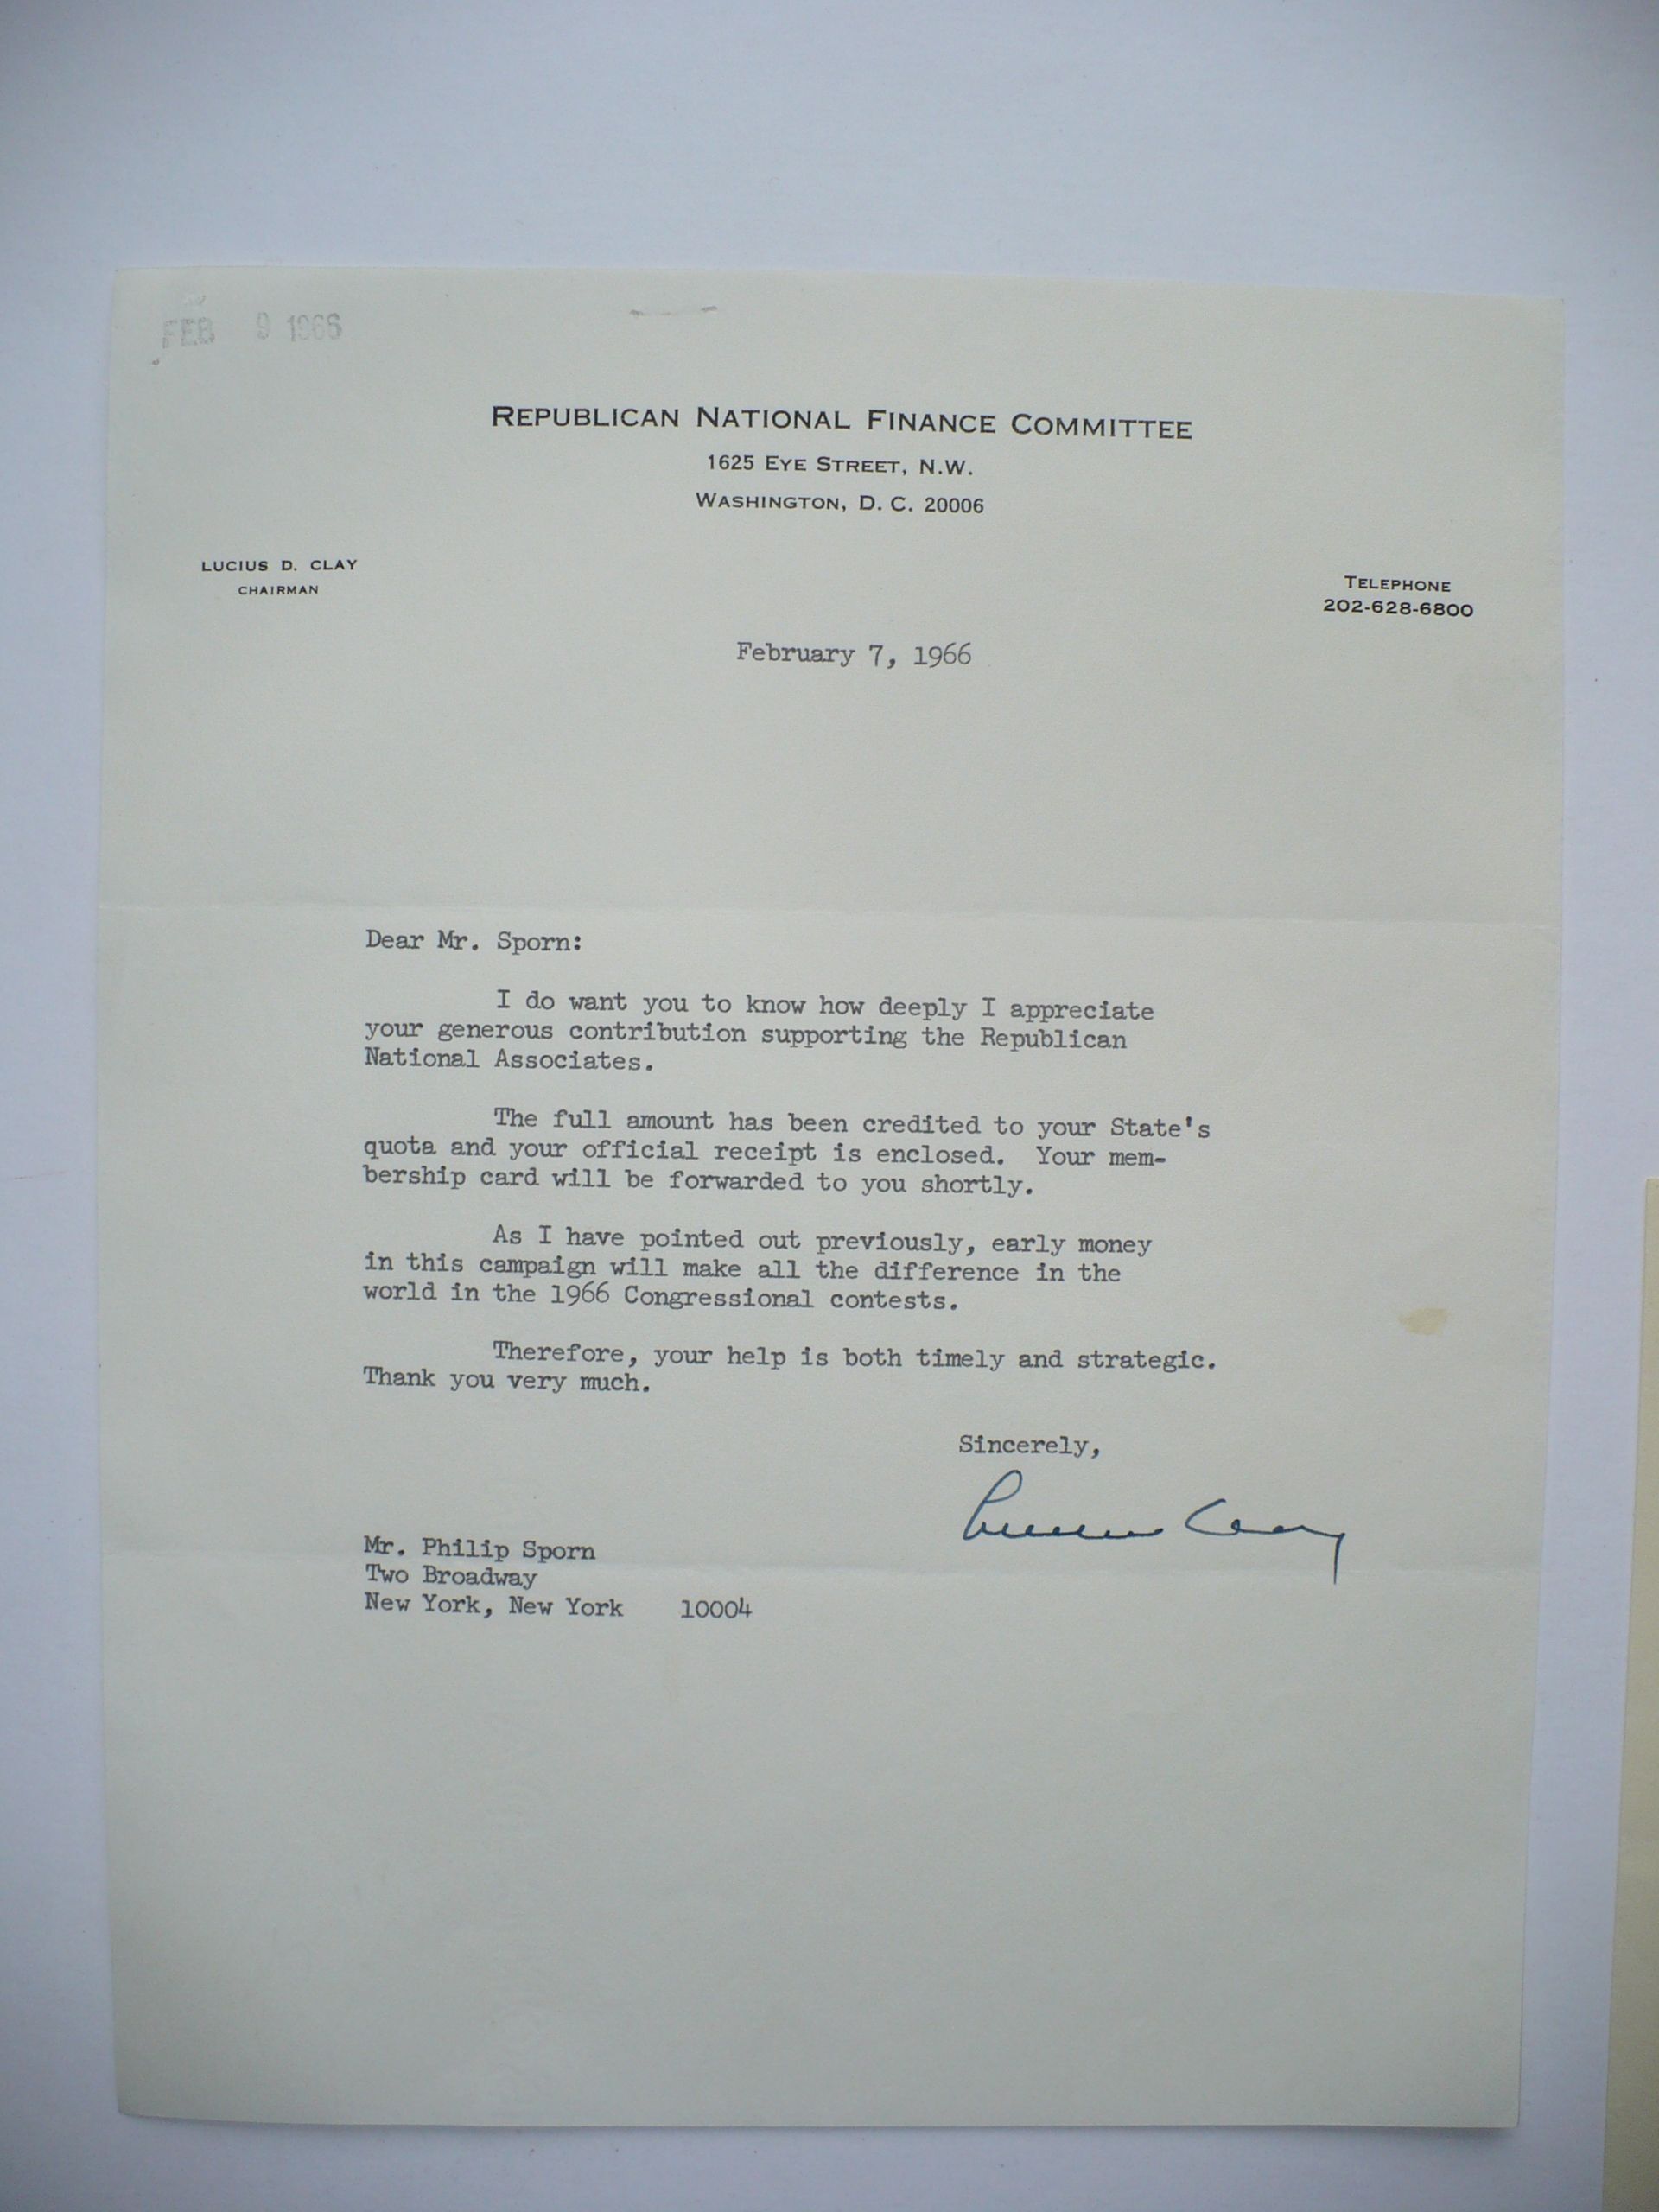 FEB 9 1966
REPUBLICAN NATIONAL FINANCE COMMITTEE
1625 EYE STREET, N.W.
WASHINGTON, D. C. 20006
LUCIUS D. CLAY
CHAIRMAN
TELEPHONE
202-628-6800
February 7, 1966
Dear Mr. Sporn:
I do want you to know how deeply I appreciate
your generous contribution supporting the Republican
National Associates.
The full amount has been credited to your State's
quota and your official receipt is enclosed. Your mem-
bership card will be forwarded to you shortly.
As I have pointed out previously, early money
in this campaign will make all the difference in the
world in the 1966 Congressional contests.
Therefore, your help is both timely and strategic.
Thank you very much.
Sincerely,
Lucius Clay
Mr. Philip Sporn
Two Broadway
New York, New York 10004